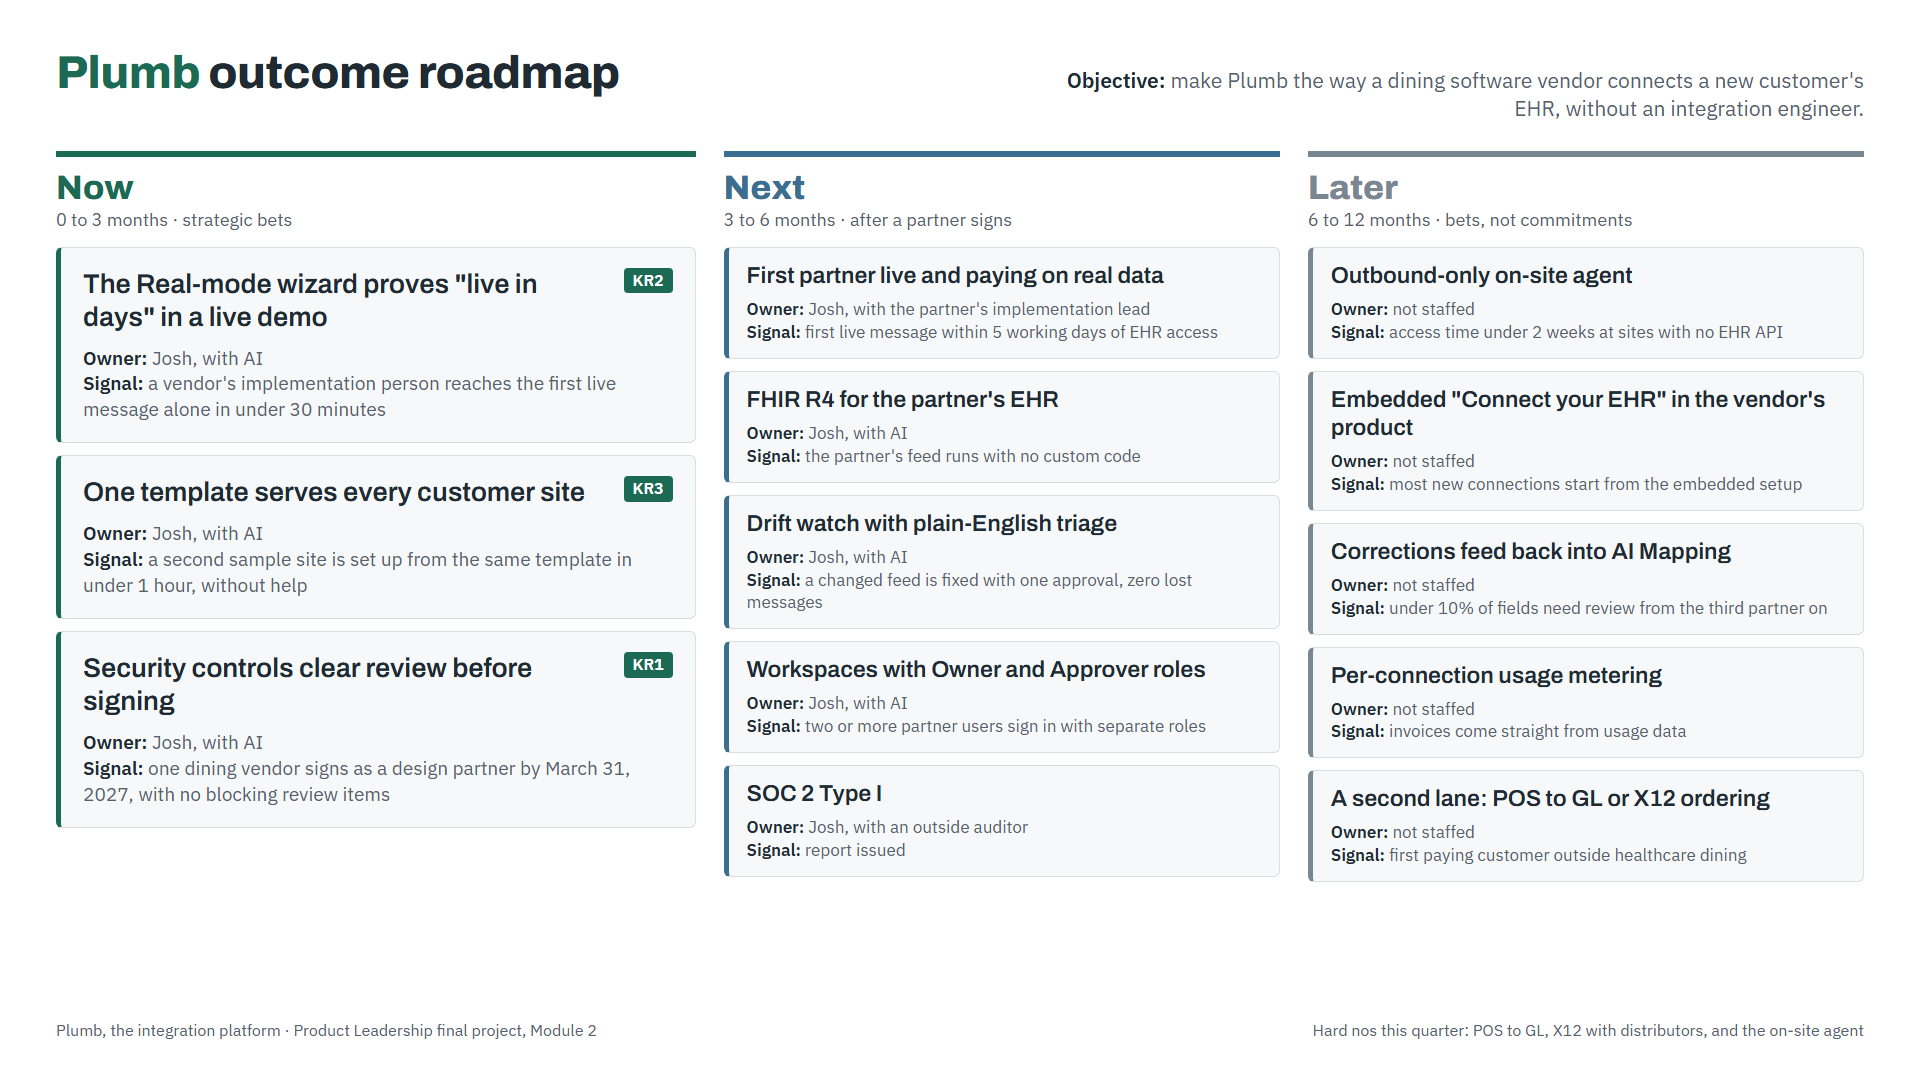 Plumb outcome roadmap
Objective: make Plumb the way a dining software vendor connects a new customer's
EHR, without an integration engineer.
Now
0 to 3 months · strategic bets
The Real-mode wizard proves "live in
days" in a live demo
KR2
Owner: Josh, with AI
Signal: a vendor's implementation person reaches the first live
message alone in under 30 minutes
One template serves every customer site
KR3
Owner: Josh, with AI
Signal: a second sample site is set up from the same template in
under 1 hour, without help
Security controls clear review before
signing
KR1
Owner: Josh, with AI
Signal: one dining vendor signs as a design partner by March 31,
2027, with no blocking review items
Next
3 to 6 months · after a partner signs
First partner live and paying on real data
Owner: Josh, with the partner's implementation lead
Signal: first live message within 5 working days of EHR access
FHIR R4 for the partner's EHR
Owner: Josh, with AI
Signal: the partner's feed runs with no custom code
Drift watch with plain-English triage
Owner: Josh, with AI
Signal: a changed feed is fixed with one approval, zero lost
messages
Workspaces with Owner and Approver roles
Owner: Josh, with AI
Signal: two or more partner users sign in with separate roles
SOC 2 Type I
Owner: Josh, with an outside auditor
Signal: report issued
Later
6 to 12 months · bets, not commitments
Outbound-only on-site agent
Owner: not staffed
Signal: access time under 2 weeks at sites with no EHR API
Embedded "Connect your EHR" in the vendor's
product
Owner: not staffed
Signal: most new connections start from the embedded setup
Corrections feed back into AI Mapping
Owner: not staffed
Signal: under 10% of fields need review from the third partner on
Per-connection usage metering
Owner: not staffed
Signal: invoices come straight from usage data
A second lane: POS to GL or X12 ordering
Owner: not staffed
Signal: first paying customer outside healthcare dining
Plumb, the integration platform · Product Leadership final project, Module 2
Hard nos this quarter: POS to GL, X12 with distributors, and the on-site agent